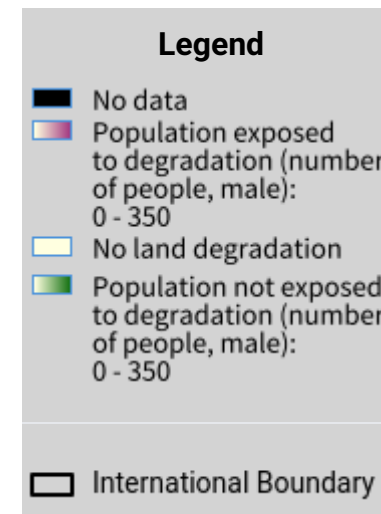 Legend
No data
Population exposed
to degradation (number
of people, male):
0 - 350
No land degradation
Population not exposed
to degradation (number
of people, male):
0 - 350
International Boundary